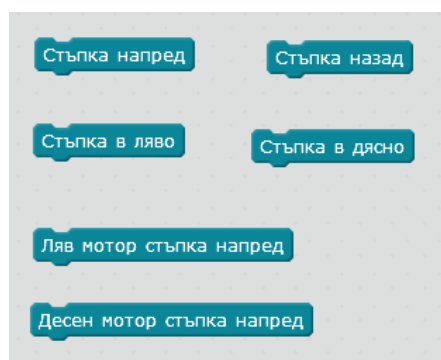 Стъпка напред
Стъпка назад
Стъпка в ляво
Стъпка в дясно
Ляв мотор стъпка напред
Десен мотор стъпка напред